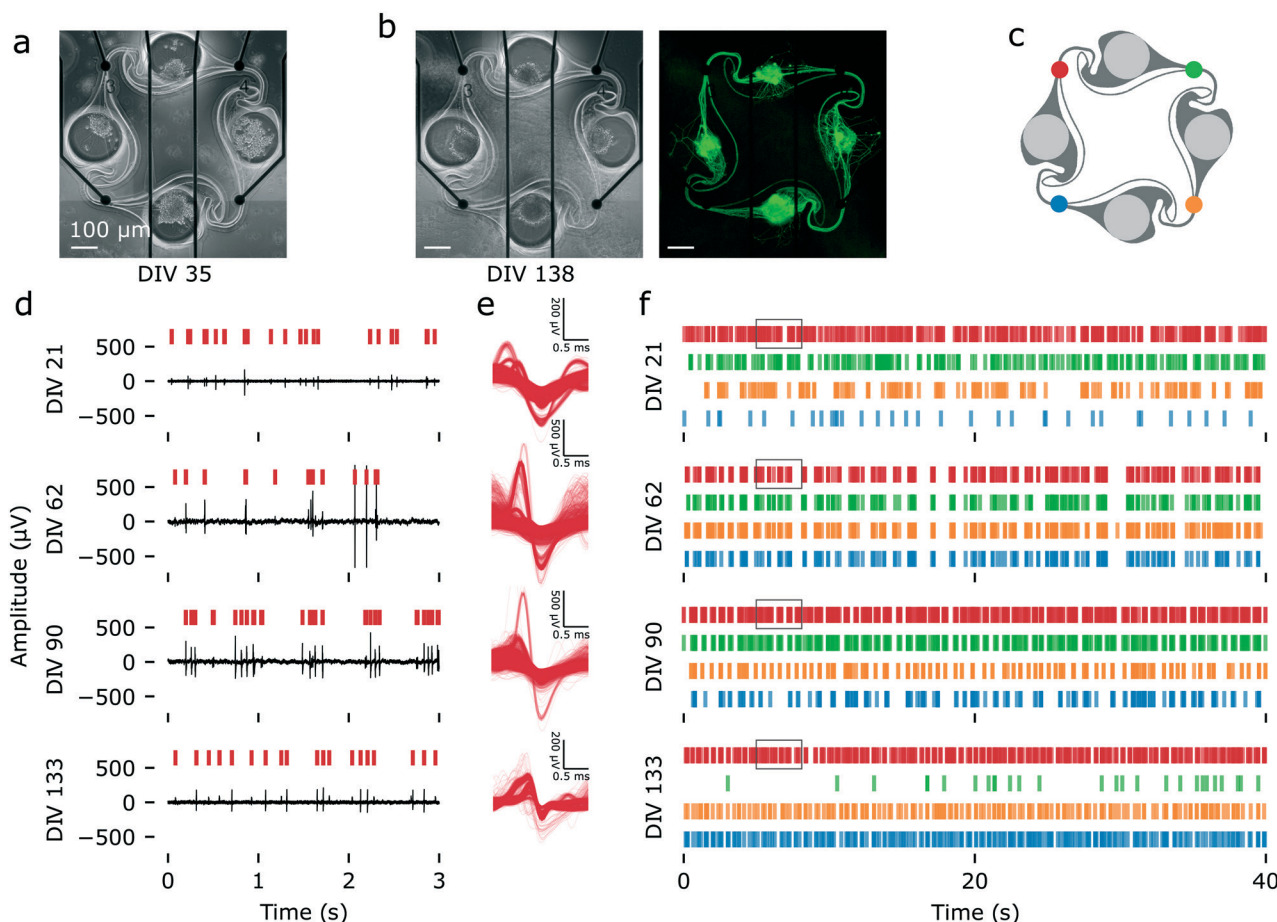 a
b
c
3
4
3
4
100 µm
DIV 35
DIV 138
d
e
f
Amplitude (µV)
DIV 21
500
0
−500
200 µV
0.5 ms
DIV 21
DIV 62
500
0
−500
500 µV
0.5 ms
DIV 62
DIV 90
500
0
−500
500 µV
0.5 ms
DIV 90
DIV 133
500
0
−500
200 µV
0.5 ms
DIV 133
0 1 2 3
0 20 40
Time (s)
Time (s)